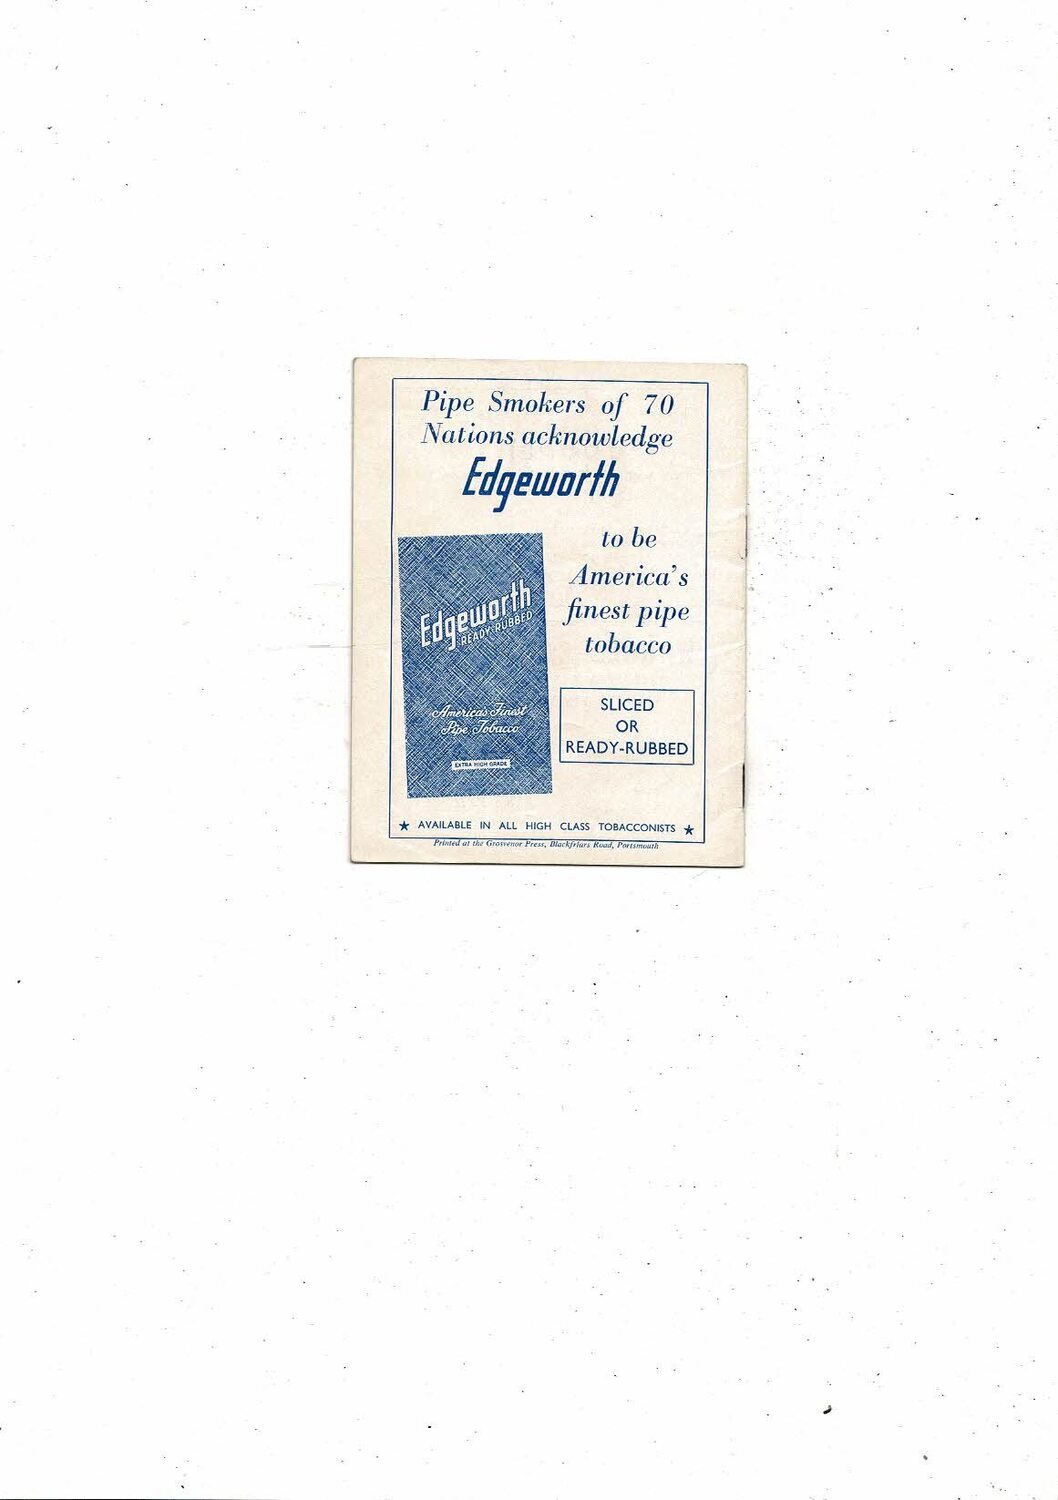 Pipe Smokers of 70
Nations acknowledge
Edgeworth
to be
America's
finest pipe
tobacco
Edgeworth
READY-RUBBED
America's Finest
Pipe Tobacco
EXTRA HIGH GRADE
SLICED
OR
READY-RUBBED
★ AVAILABLE IN ALL HIGH CLASS TOBACCONISTS ★
Printed at the Grosvenor Press, Blackfriars Road, Portsmouth